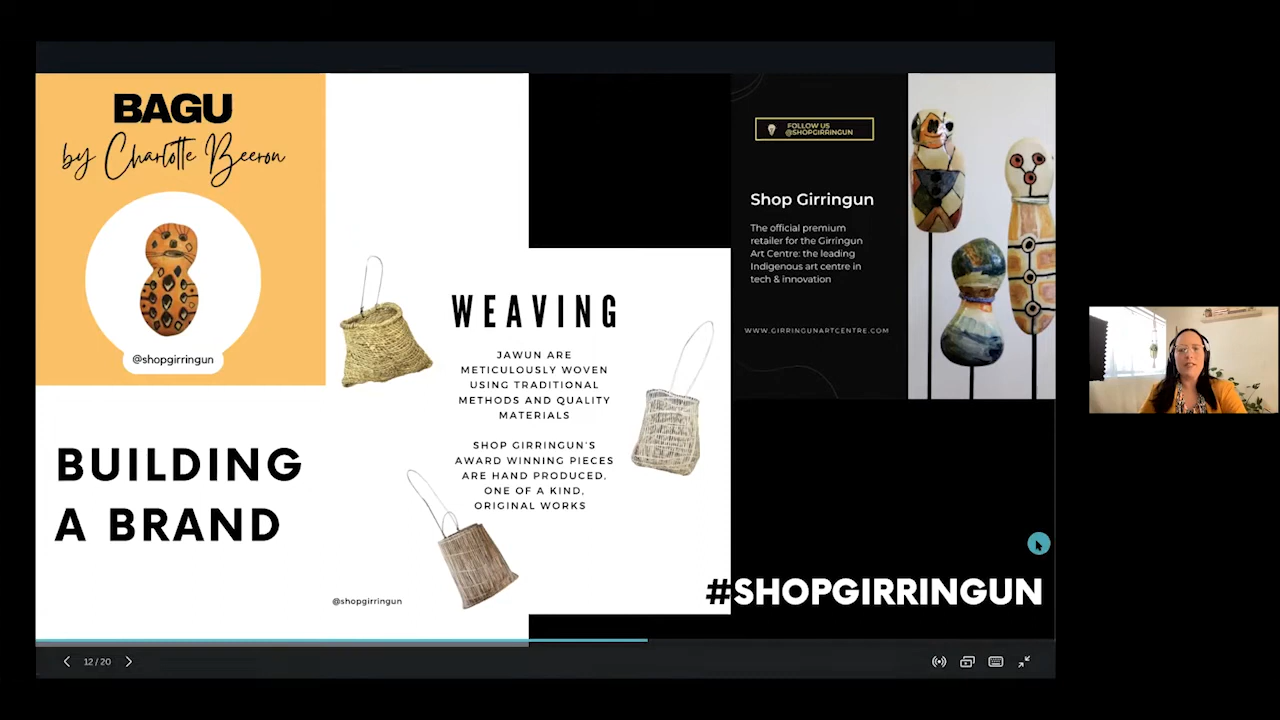 BAGU
by Charlotte Beeron
@shopgirringun
BUILDING
A BRAND
WEAVING
JAWUN ARE
METICULOUSLY WOVEN
USING TRADITIONAL
METHODS AND QUALITY
MATERIALS
SHOP GIRRINGUN'S
AWARD WINNING PIECES
ARE HAND PRODUCED,
ONE OF A KIND,
ORIGINAL WORKS
@shopgirringun
FOLLOW US
@SHOPGIRRINGUN
Shop Girringun
The official premium
retailer for the Girringun
Art Centre: the leading
Indigenous art centre in
tech & innovation
WWW.GIRRINGUNARTCENTRE.COM
#SHOPGIRRINGUN
12 / 20